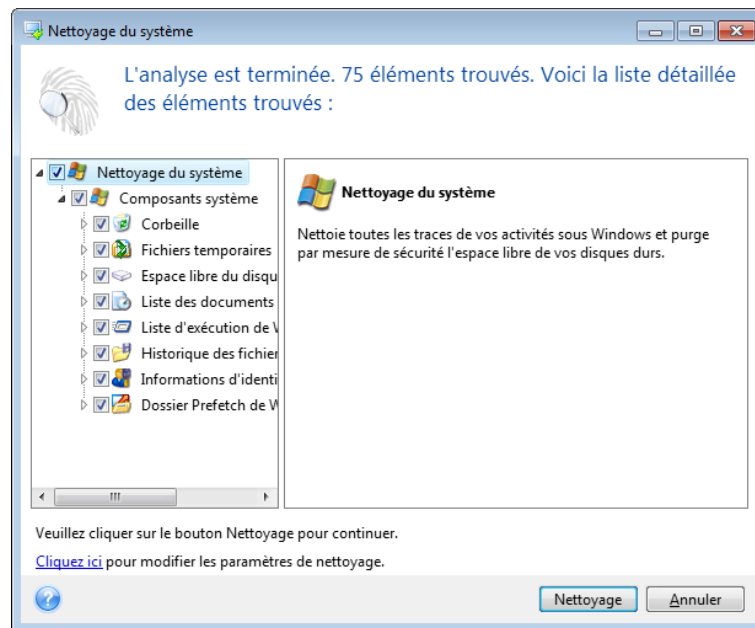 Nettoyage du système
L'analyse est terminée. 75 éléments trouvés. Voici la liste détaillée
des éléments trouvés :
Nettoyage du système
Composants système
Corbeille
Fichiers temporaires
Espace libre du disqu
Liste des documents
Liste d'exécution de W
Historique des fichier
Informations d'identi
Dossier Prefetch de W
Nettoyage du système
Nettoie toutes les traces de vos activités sous Windows et purge
par mesure de sécurité l'espace libre de vos disques durs.
Veuillez cliquer sur le bouton Nettoyage pour continuer.
Cliquez ici pour modifier les paramètres de nettoyage.
Nettoyage Annuler